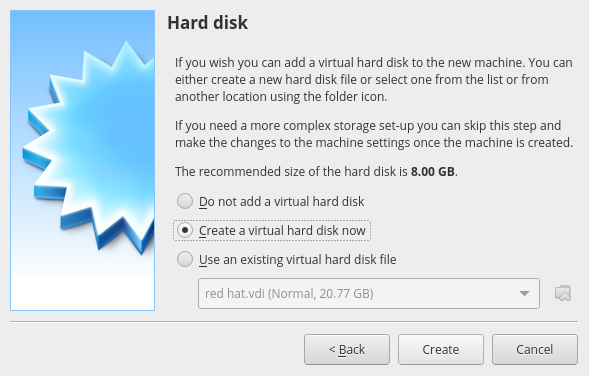 Hard disk
If you wish you can add a virtual hard disk to the new machine. You can
either create a new hard disk file or select one from the list or from
another location using the folder icon.
If you need a more complex storage set-up you can skip this step and
make the changes to the machine settings once the machine is created.
The recommended size of the hard disk is 8.00 GB.
Do not add a virtual hard disk
Create a virtual hard disk now
Use an existing virtual hard disk file
red hat.vdi (Normal, 20.77 GB)
< Back
Create
Cancel